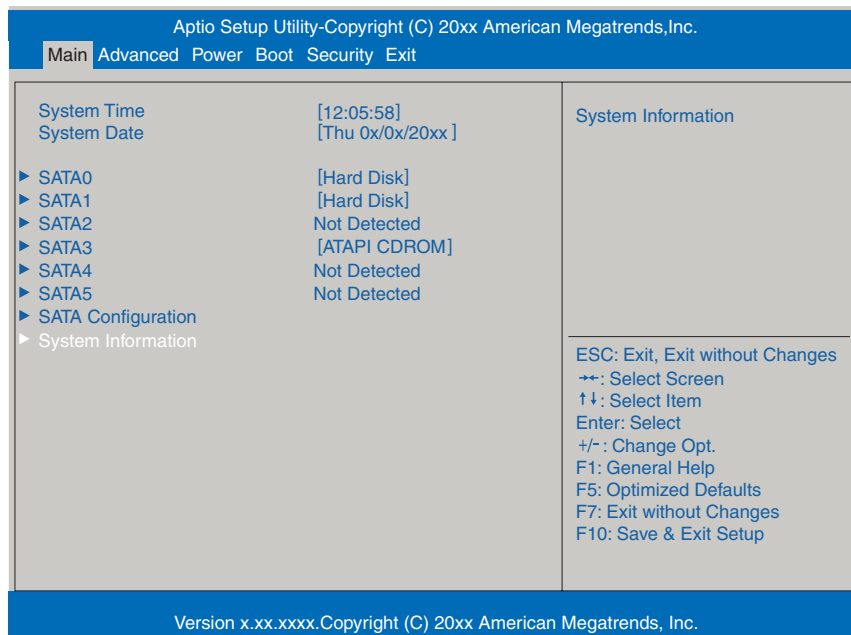 Aptio Setup Utility-Copyright (C) 20xx American Megatrends,Inc.
Main Advanced Power Boot Security Exit
System Time [12:05:58]
System Date [Thu 0x/0x/20xx ]
► SATA0 [Hard Disk]
► SATA1 [Hard Disk]
► SATA2 Not Detected
► SATA3 [ATAPI CDROM]
► SATA4 Not Detected
► SATA5 Not Detected
► SATA Configuration
► System Information
System Information
ESC: Exit, Exit without Changes
→←: Select Screen
↑↓: Select Item
Enter: Select
+/-: Change Opt.
F1: General Help
F5: Optimized Defaults
F7: Exit without Changes
F10: Save & Exit Setup
Version x.xx.xxxx.Copyright (C) 20xx American Megatrends, Inc.